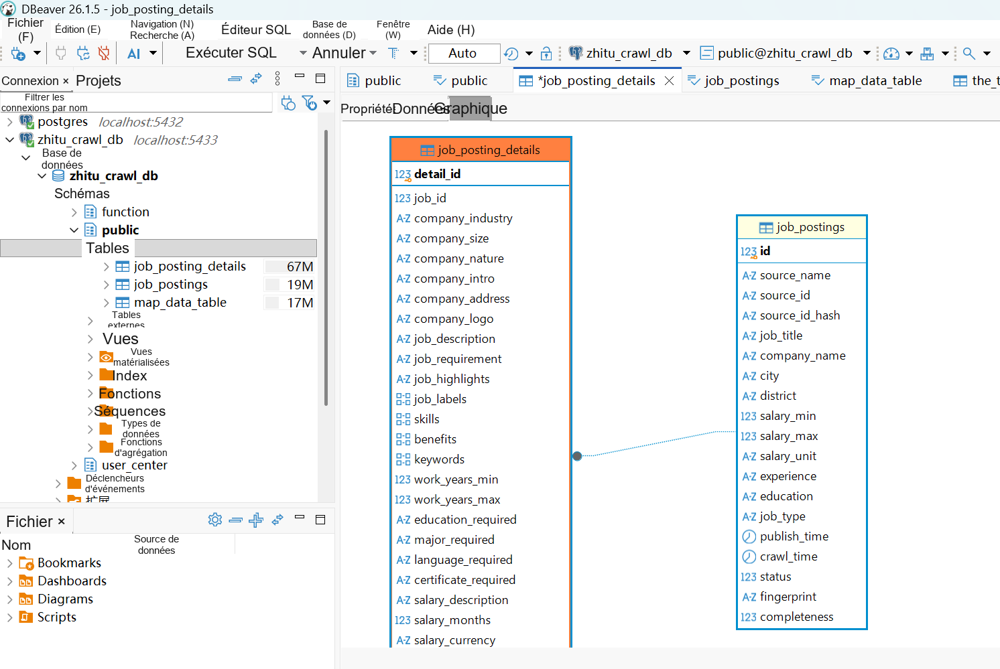 DBeaver 26.1.5 - job_posting_details
Fichier (F)
Édition (E)
Navigation (N)
Recherche (A)
Éditeur SQL
Base de données (D)
Fenêtre (W)
Aide (H)
AI
Exécuter SQL
Annuler
T
Auto
zhitu_crawl_db
public@zhitu_crawl_db
Connexion ×
Projets
public
public
*job_posting_details
job_postings
map_data_table
the_t
Filtrer les connexions par nom
Propriété
Données
Graphique
postgres localhost:5432
zhitu_crawl_db localhost:5433
Base de données
zhitu_crawl_db
Schémas
function
public
Tables
job_posting_details 67M
job_postings 19M
map_data_table 17M
Tables externes
Vues
Vues matérialisées
Index
Fonctions
Séquences
Types de données
Fonctions d'agrégation
user_center
Déclencheurs d'événements
扩展
Fichier ×
Nom
Source de données
Bookmarks
Dashboards
Diagrams
Scripts
job_posting_details
123 detail_id
123 job_id
A-Z company_industry
A-Z company_size
A-Z company_nature
A-Z company_intro
A-Z company_address
A-Z company_logo
A-Z job_description
A-Z job_requirement
A-Z job_highlights
job_labels
skills
benefits
keywords
123 work_years_min
123 work_years_max
A-Z education_required
A-Z major_required
A-Z language_required
A-Z certificate_required
A-Z salary_description
123 salary_months
A-Z salary_currency
job_postings
123 id
A-Z source_name
A-Z source_id
A-Z source_id_hash
A-Z job_title
A-Z company_name
A-Z city
A-Z district
123 salary_min
123 salary_max
A-Z salary_unit
A-Z experience
A-Z education
A-Z job_type
publish_time
crawl_time
123 status
A-Z fingerprint
123 completeness